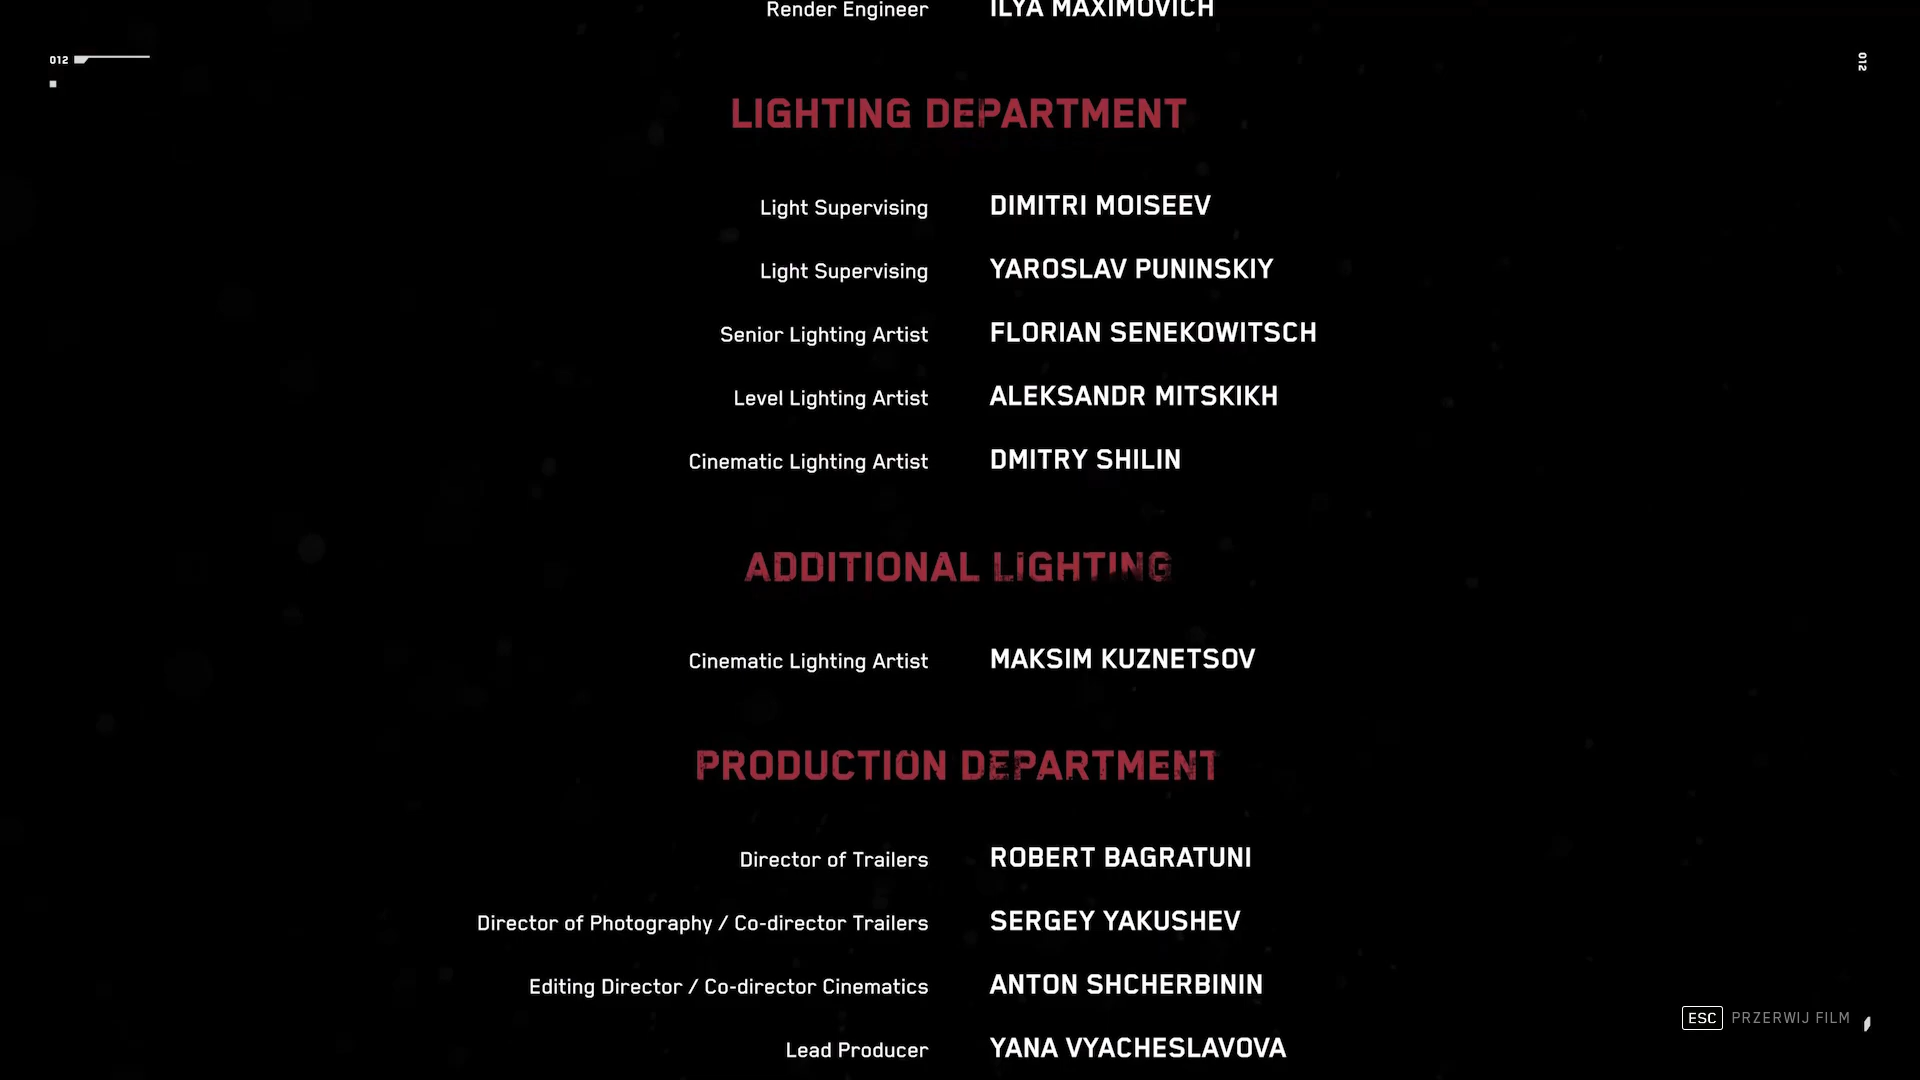 Render Engineer ILYA MAXIMOVICH
012
012
LIGHTING DEPARTMENT
Light Supervising DIMITRI MOISEEV
Light Supervising YAROSLAV PUNINSKIY
Senior Lighting Artist FLORIAN SENEKOWITSCH
Level Lighting Artist ALEKSANDR MITSKIKH
Cinematic Lighting Artist DMITRY SHILIN
ADDITIONAL LIGHTING
Cinematic Lighting Artist MAKSIM KUZNETSOV
PRODUCTION DEPARTMENT
Director of Trailers ROBERT BAGRATUNI
Director of Photography / Co-director Trailers SERGEY YAKUSHEV
Editing Director / Co-director Cinematics ANTON SHCHERBININ
ESC PRZERWIJ FILM
Lead Producer YANA VYACHESLAVOVA